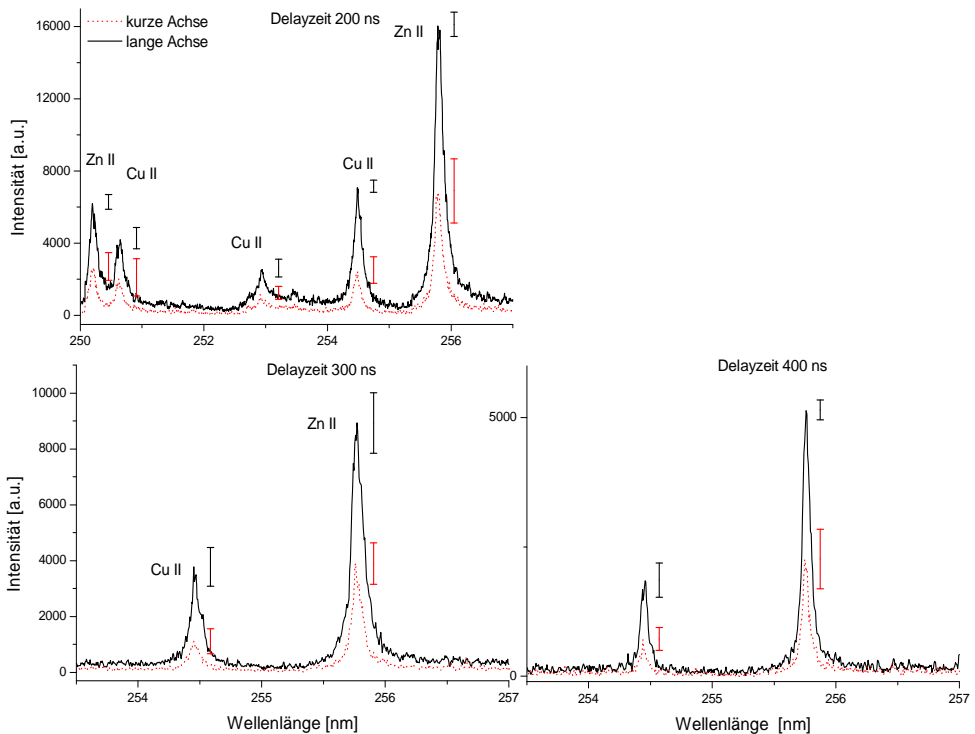 kurze Achse
lange Achse
Delayzeit 200 ns
Zn II
Zn II
Cu II
Cu II
Cu II
Intensität [a.u.]
16000
12000
8000
4000
0
250
252
254
256
Delayzeit 300 ns
Zn II
Cu II
Intensität [a.u.]
10000
8000
6000
4000
2000
0
254
255
256
257
Wellenlänge [nm]
Delayzeit 400 ns
5000
0
254
255
256
257
Wellenlänge [nm]